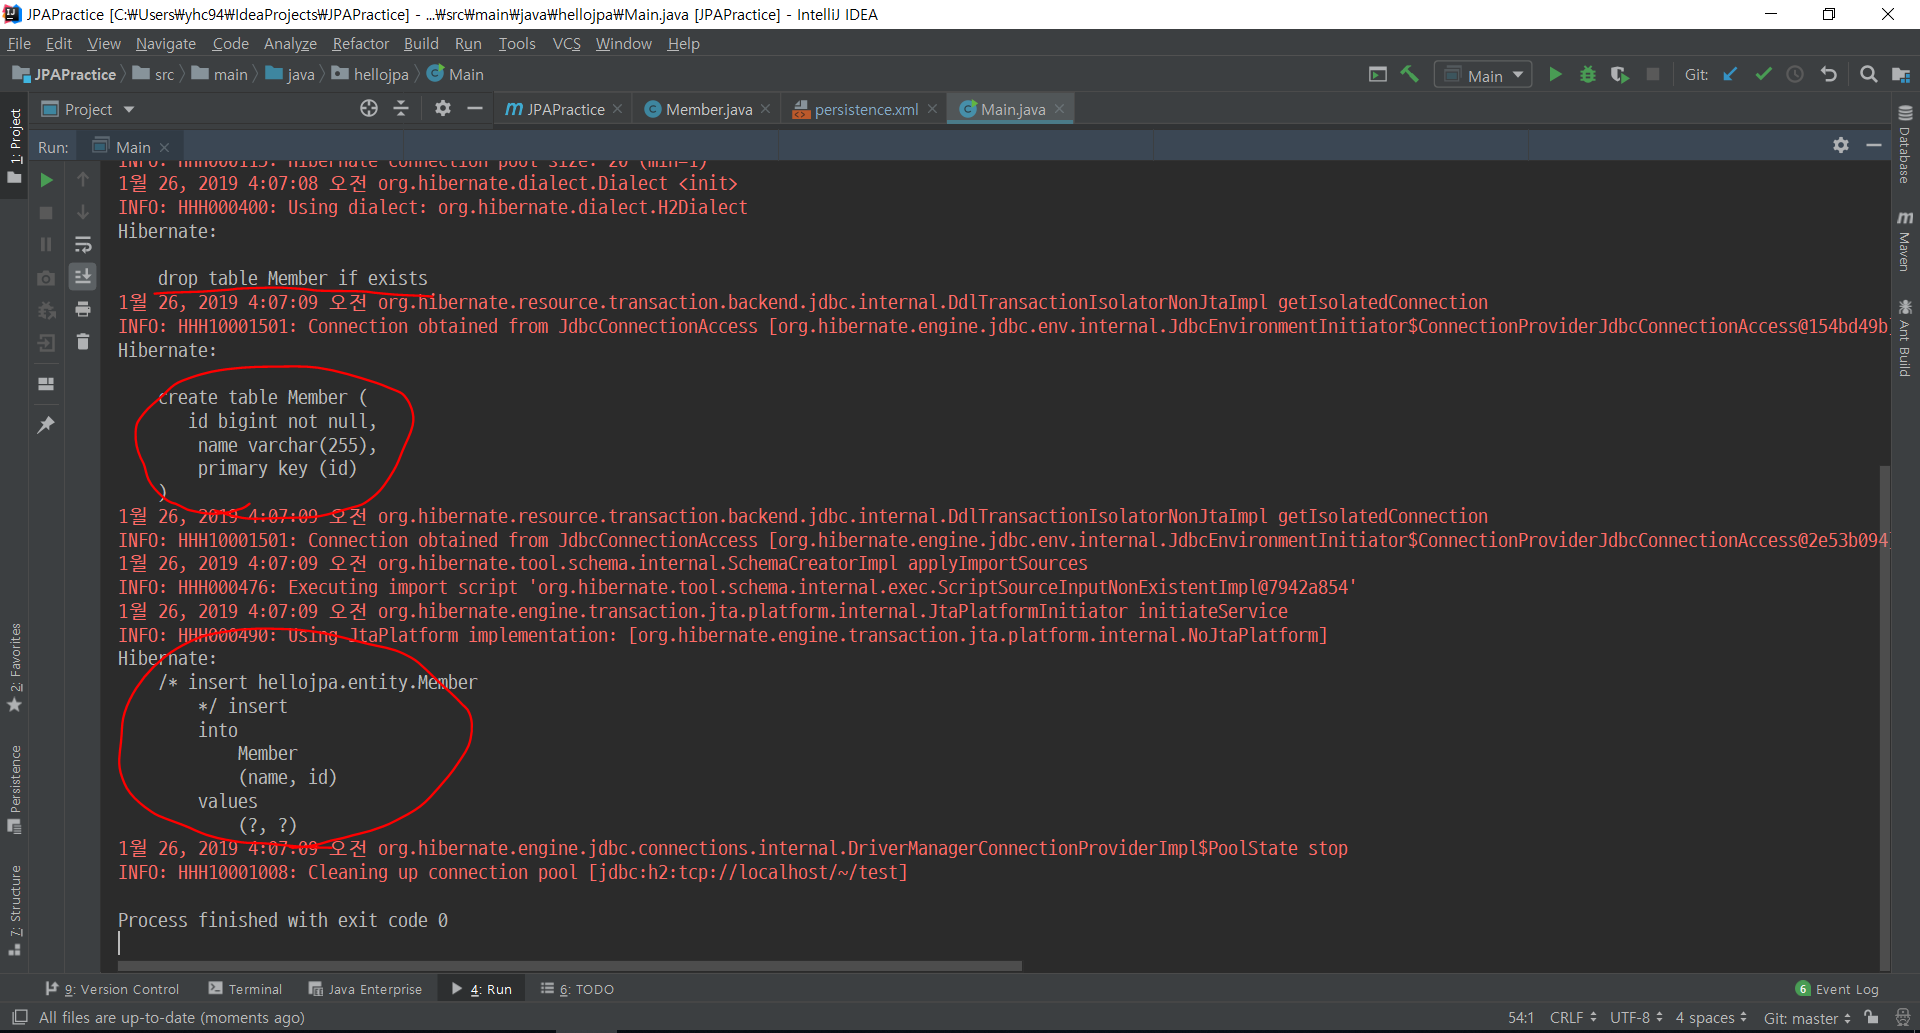 JPAPractice [C:₩Users₩yhc94₩IdeaProjects₩JPAPractice] - ...₩src₩main₩java₩hellojpa₩Main.java [JPAPractice] - IntelliJ IDEA
File Edit View Navigate Code Analyze Refactor Build Run Tools VCS Window Help
JPAPractice src main java hellojpa Main
Main
Git:
Project
JPAPractice Member.java persistence.xml Main.java
Run: Main
INFO: HHH000115: Hibernate connection pool size: 20 (min=1)
1월 26, 2019 4:07:08 오전 org.hibernate.dialect.Dialect <init>
INFO: HHH000400: Using dialect: org.hibernate.dialect.H2Dialect
Hibernate:
drop table Member if exists
1월 26, 2019 4:07:09 오전 org.hibernate.resource.transaction.backend.jdbc.internal.DdlTransactionIsolatorNonJtaImpl getIsolatedConnection
INFO: HHH10001501: Connection obtained from JdbcConnectionAccess [org.hibernate.engine.jdbc.env.internal.JdbcEnvironmentInitiator$ConnectionProviderJdbcConnectionAccess@154bd49b]
Hibernate:
create table Member (
id bigint not null,
name varchar(255),
primary key (id)
)
1월 26, 2019 4:07:09 오전 org.hibernate.resource.transaction.backend.jdbc.internal.DdlTransactionIsolatorNonJtaImpl getIsolatedConnection
INFO: HHH10001501: Connection obtained from JdbcConnectionAccess [org.hibernate.engine.jdbc.env.internal.JdbcEnvironmentInitiator$ConnectionProviderJdbcConnectionAccess@2e53b094]
1월 26, 2019 4:07:09 오전 org.hibernate.tool.schema.internal.SchemaCreatorImpl applyImportSources
INFO: HHH000476: Executing import script 'org.hibernate.tool.schema.internal.exec.ScriptSourceInputNonExistentImpl@7942a854'
1월 26, 2019 4:07:09 오전 org.hibernate.engine.transaction.jta.platform.internal.JtaPlatformInitiator initiateService
INFO: HHH000490: Using JtaPlatform implementation: [org.hibernate.engine.transaction.jta.platform.internal.NoJtaPlatform]
Hibernate:
/* insert hellojpa.entity.Member
*/ insert
into
Member
(name, id)
values
(?, ?)
1월 26, 2019 4:07:09 오전 org.hibernate.engine.jdbc.connections.internal.DriverManagerConnectionProviderImpl$PoolState stop
INFO: HHH10001008: Cleaning up connection pool [jdbc:h2:tcp://localhost/~/test]
Process finished with exit code 0
1: Project
2: Favorites
Persistence
7: Structure
Database
Maven
Ant Build
9: Version Control Terminal Java Enterprise 4: Run 6: TODO
6 Event Log
All files are up-to-date (moments ago)
54:1 CRLF UTF-8 4 spaces Git: master